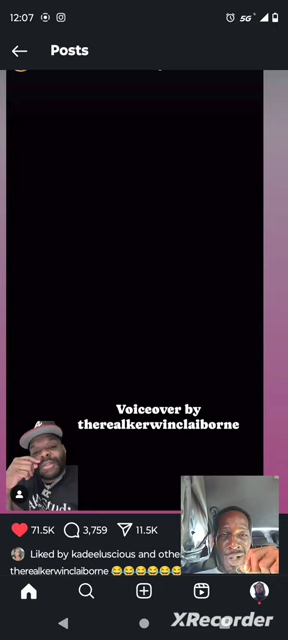 12:07
5G
Posts
Voiceover by
therealkerwinclaiborne
71.5K
3,759
11.5K
Liked by kadeeluscious and othe
therealkerwinclaiborne 😂😂😂😂😂😂
XRecorder